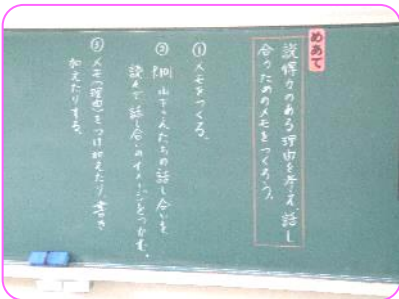 めあて
説得力のある理由を考え、話し
合うためのメモをつくろう。
①メモをつくる。
② 山下さんたちの話し合いを
読んで話し合いのイメージをつかむ。
③メモ(理由)をつけ加えたり、書き
加えたりする。